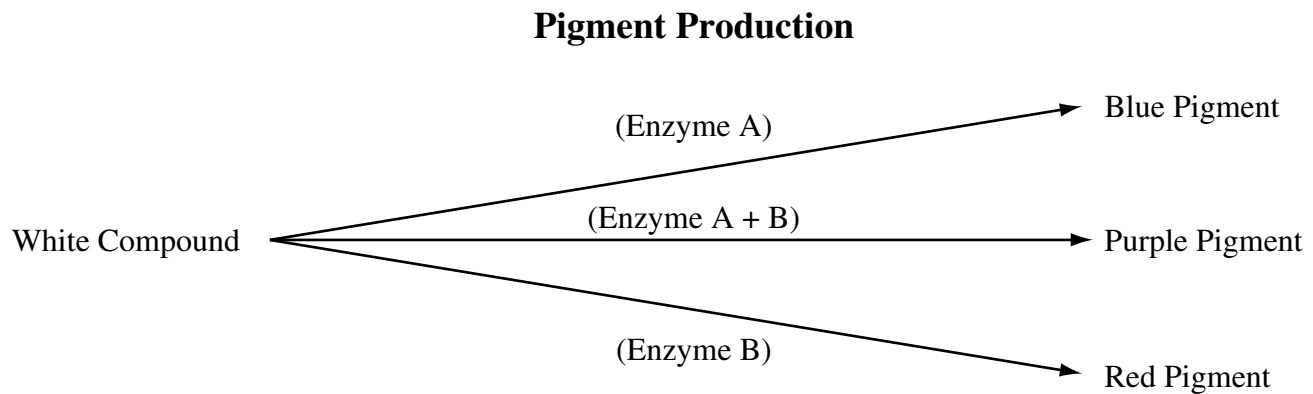 Pigment Production
(Enzyme A)
Blue Pigment
White Compound
(Enzyme A + B)
Purple Pigment
(Enzyme B)
Red Pigment